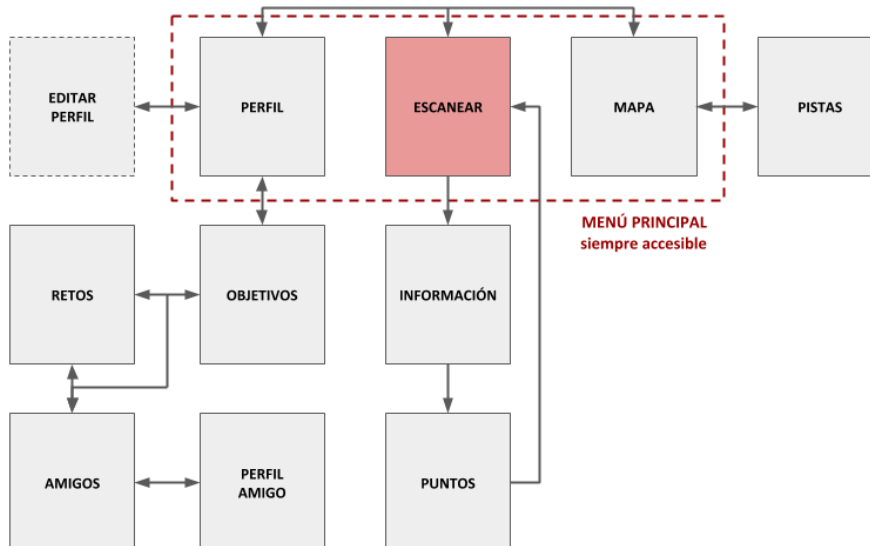 EDITAR
PERFIL
PERFIL
ESCANEAR
MAPA
PISTAS
MENÚ PRINCIPAL
siempre accesible
RETOS
OBJETIVOS
INFORMACIÓN
AMIGOS
PERFIL
AMIGO
PUNTOS